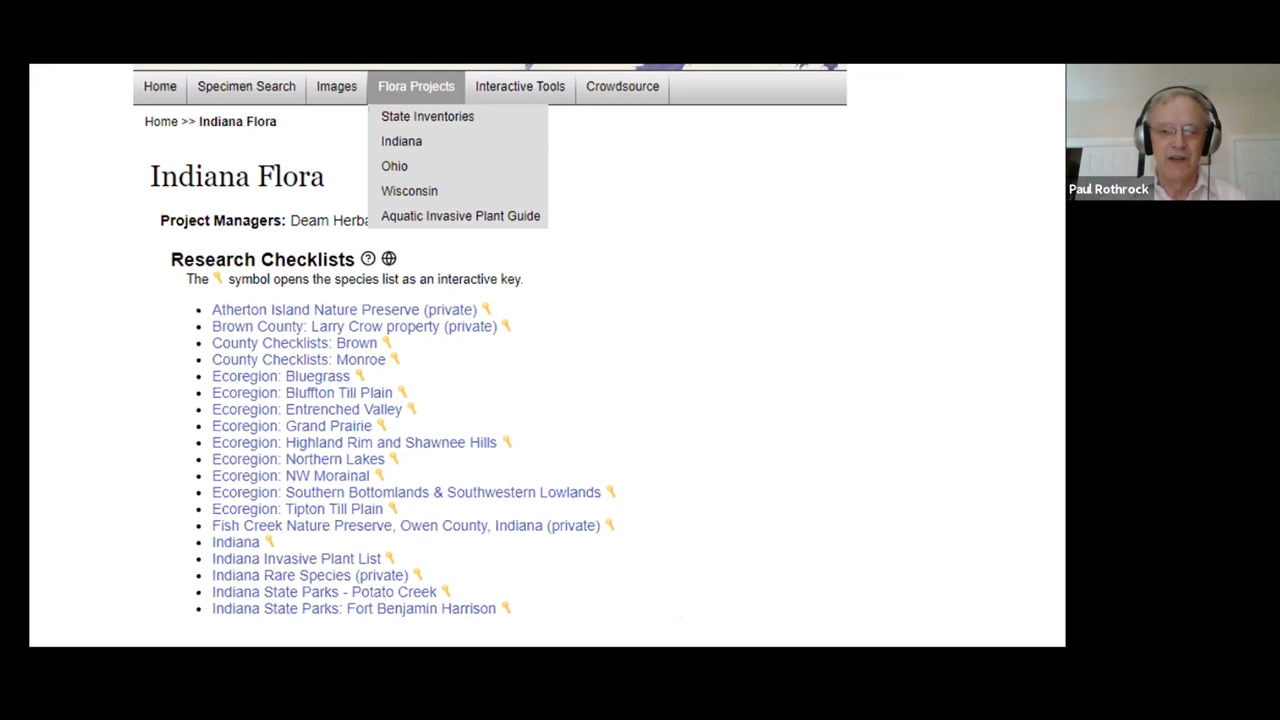 Home Specimen Search Images Flora Projects Interactive Tools Crowdsource
State Inventories
Indiana
Ohio
Wisconsin
Aquatic Invasive Plant Guide
Home >> Indiana Flora
Indiana Flora
Project Managers: Deam Herba
Research Checklists
The symbol opens the species list as an interactive key.
Atherton Island Nature Preserve (private)
Brown County: Larry Crow property (private)
County Checklists: Brown
County Checklists: Monroe
Ecoregion: Bluegrass
Ecoregion: Bluffton Till Plain
Ecoregion: Entrenched Valley
Ecoregion: Grand Prairie
Ecoregion: Highland Rim and Shawnee Hills
Ecoregion: Northern Lakes
Ecoregion: NW Morainal
Ecoregion: Southern Bottomlands & Southwestern Lowlands
Ecoregion: Tipton Till Plain
Fish Creek Nature Preserve, Owen County, Indiana (private)
Indiana
Indiana Invasive Plant List
Indiana Rare Species (private)
Indiana State Parks - Potato Creek
Indiana State Parks: Fort Benjamin Harrison
Paul Rothrock